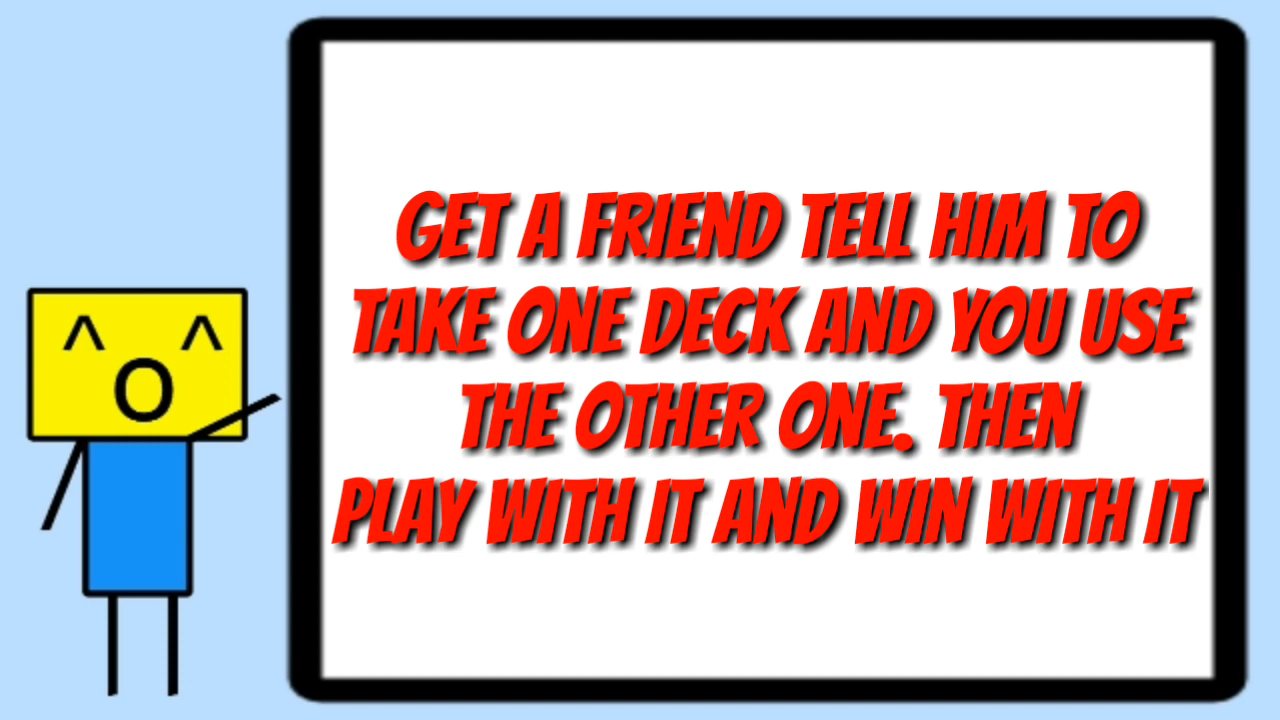 GET A FRIEND TELL HIM TO
TAKE ONE DECK AND YOU USE
THE OTHER ONE. THEN
PLAY WITH IT AND WIN WITH IT